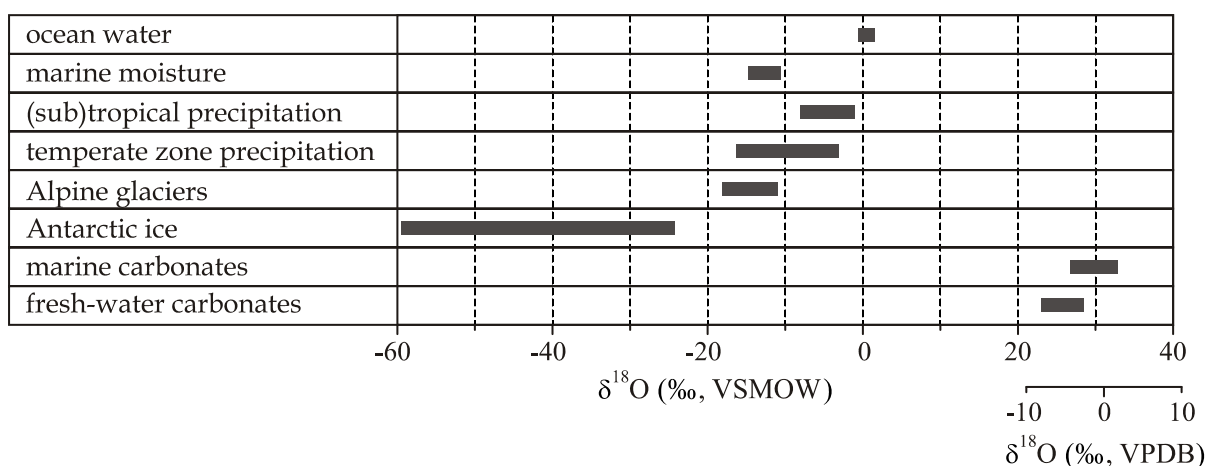 ocean water
marine moisture
(sub)tropical precipitation
temperate zone precipitation
Alpine glaciers
Antarctic ice
marine carbonates
fresh-water carbonates
-60 -40 -20 0 20 40
δ¹⁸O (‰, VSMOW)
-10 0 10
δ¹⁸O (‰, VPDB)